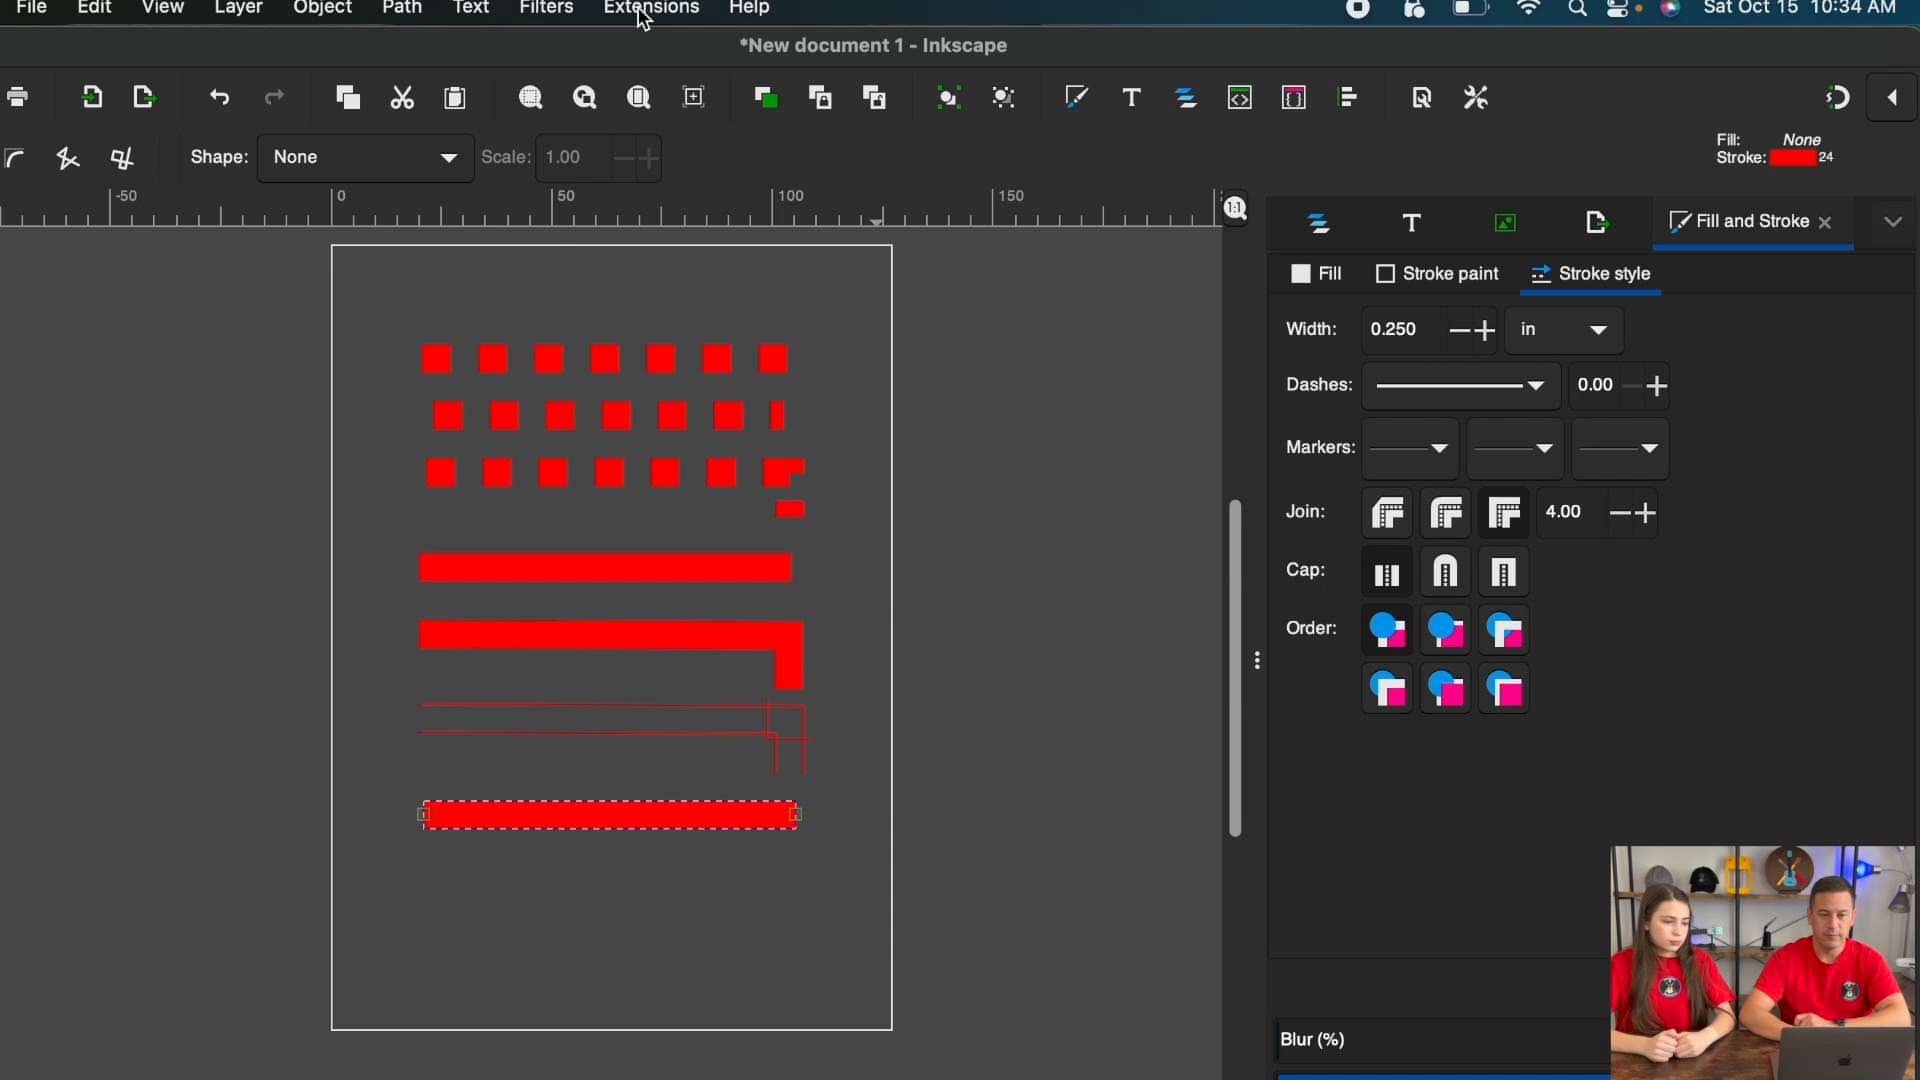 File Edit View Layer Object Path Text Filters Extensions Help Sat Oct 15 10:34 AM
*New document 1 - Inkscape
Shape: None Scale: 1.00
Fill: None
Stroke: 24
-50 0 50 100 150
1:1
Fill and Stroke
Fill Stroke paint Stroke style
Width: 0.250 in
Dashes: 0.00
Markers:
Join: 4.00
Cap:
Order:
Blur (%)